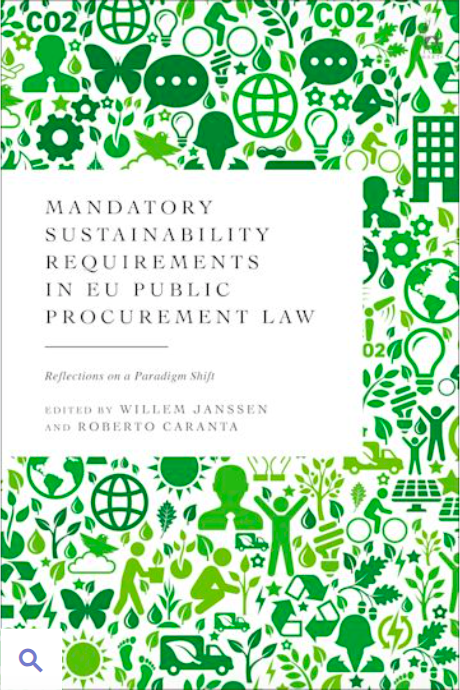 CO2
CO2
MANDATORY
SUSTAINABILITY
REQUIREMENTS
IN EU PUBLIC
PROCUREMENT LAW
Reflections on a Paradigm Shift
EDITED BY WILLEM JANSSEN
AND ROBERTO CARANTA
02